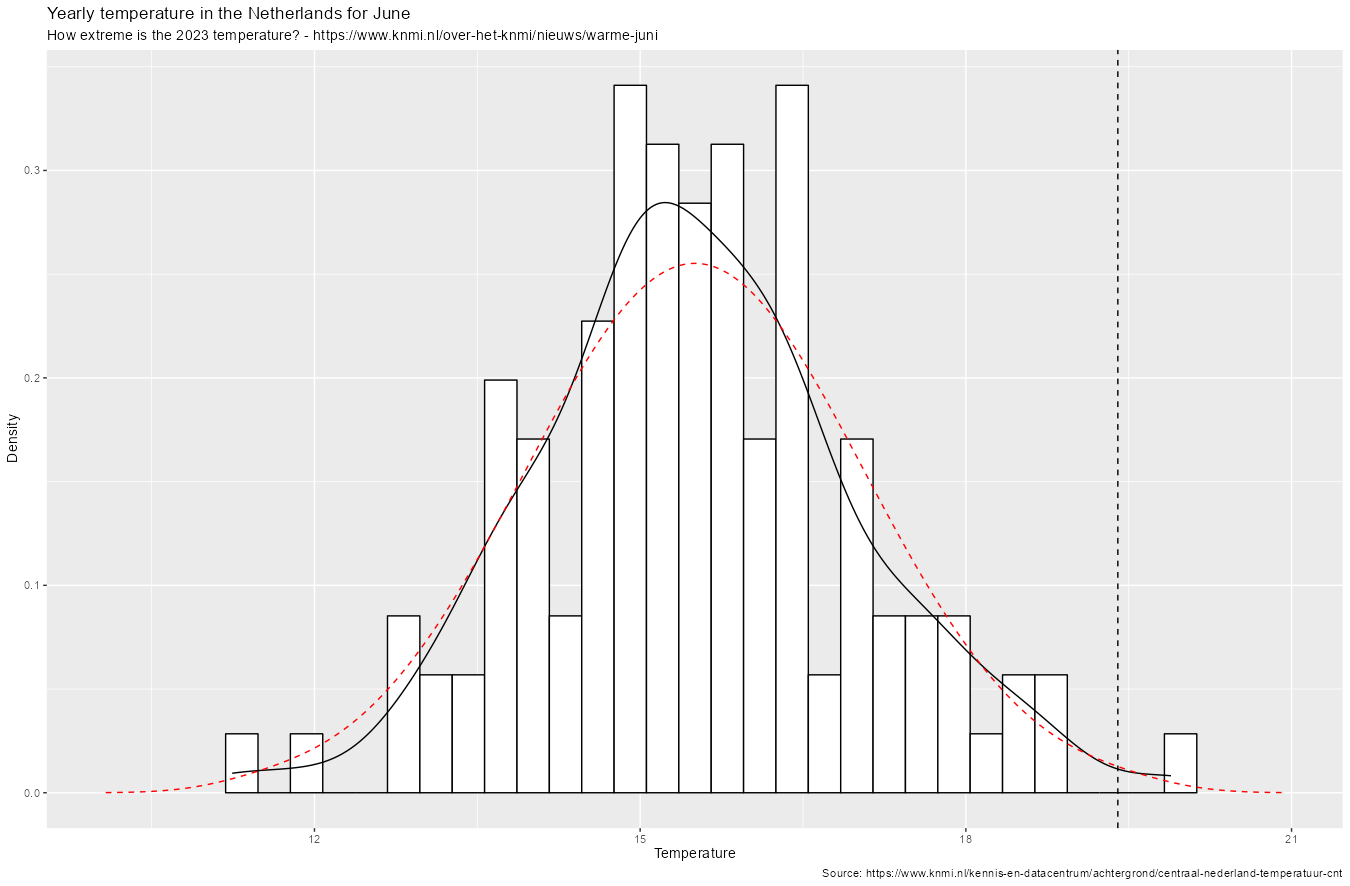 Yearly temperature in the Netherlands for June
How extreme is the 2023 temperature? - https://www.knmi.nl/over-het-knmi/nieuws/warme-juni
0.3
0.2
Density
0.1
0.0
12
15
18
21
Temperature
Source: https://www.knmi.nl/kennis-en-datacentrum/achtergrond/centraal-nederland-temperatuur-cnt